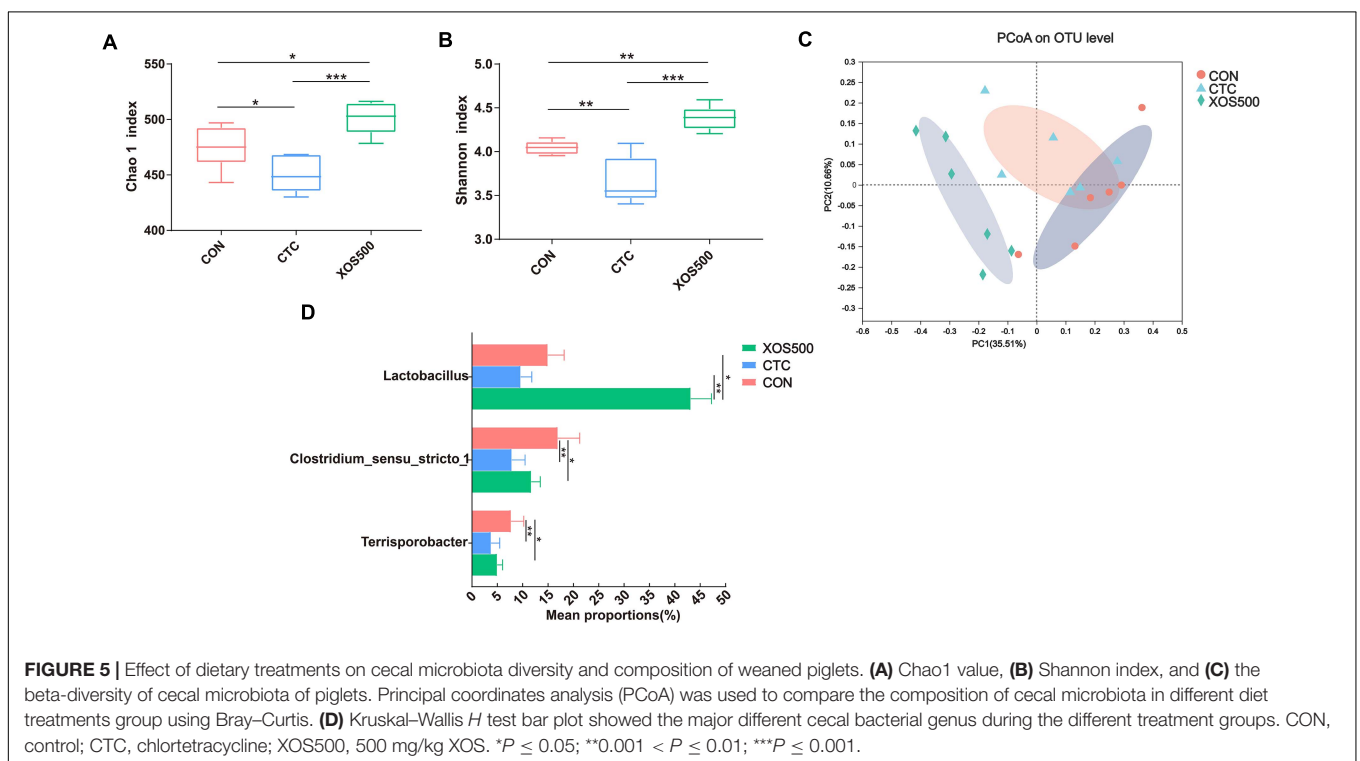 A
Chao 1 index
550
500
450
400
*
***
*
CON
CTC
XOS500
B
Shannon index
5.0
4.5
4.0
3.5
3.0
**
***
**
CON
CTC
XOS500
C
PCoA on OTU level
PC2(10.66%)
0.3
0.25
0.2
0.15
0.1
0.05
0
-0.05
-0.1
-0.15
-0.2
-0.25
-0.3
-0.6 -0.5 -0.4 -0.3 -0.2 -0.1 0 0.1 0.2 0.3 0.4 0.5
PC1(35.51%)
CON
CTC
XOS500
D
Lactobacillus
Clostridium_sensu_stricto_1
Terrisporobacter
** *
** *
** *
0 5 10 15 20 25 30 35 40 45 50
Mean proportions(%)
XOS500
CTC
CON
FIGURE 5 | Effect of dietary treatments on cecal microbiota diversity and composition of weaned piglets. (A) Chao1 value, (B) Shannon index, and (C) the
beta-diversity of cecal microbiota of piglets. Principal coordinates analysis (PCoA) was used to compare the composition of cecal microbiota in different diet
treatments group using Bray–Curtis. (D) Kruskal–Wallis H test bar plot showed the major different cecal bacterial genus during the different treatment groups. CON,
control; CTC, chlortetracycline; XOS500, 500 mg/kg XOS. *P ≤ 0.05; **0.001 < P ≤ 0.01; ***P ≤ 0.001.